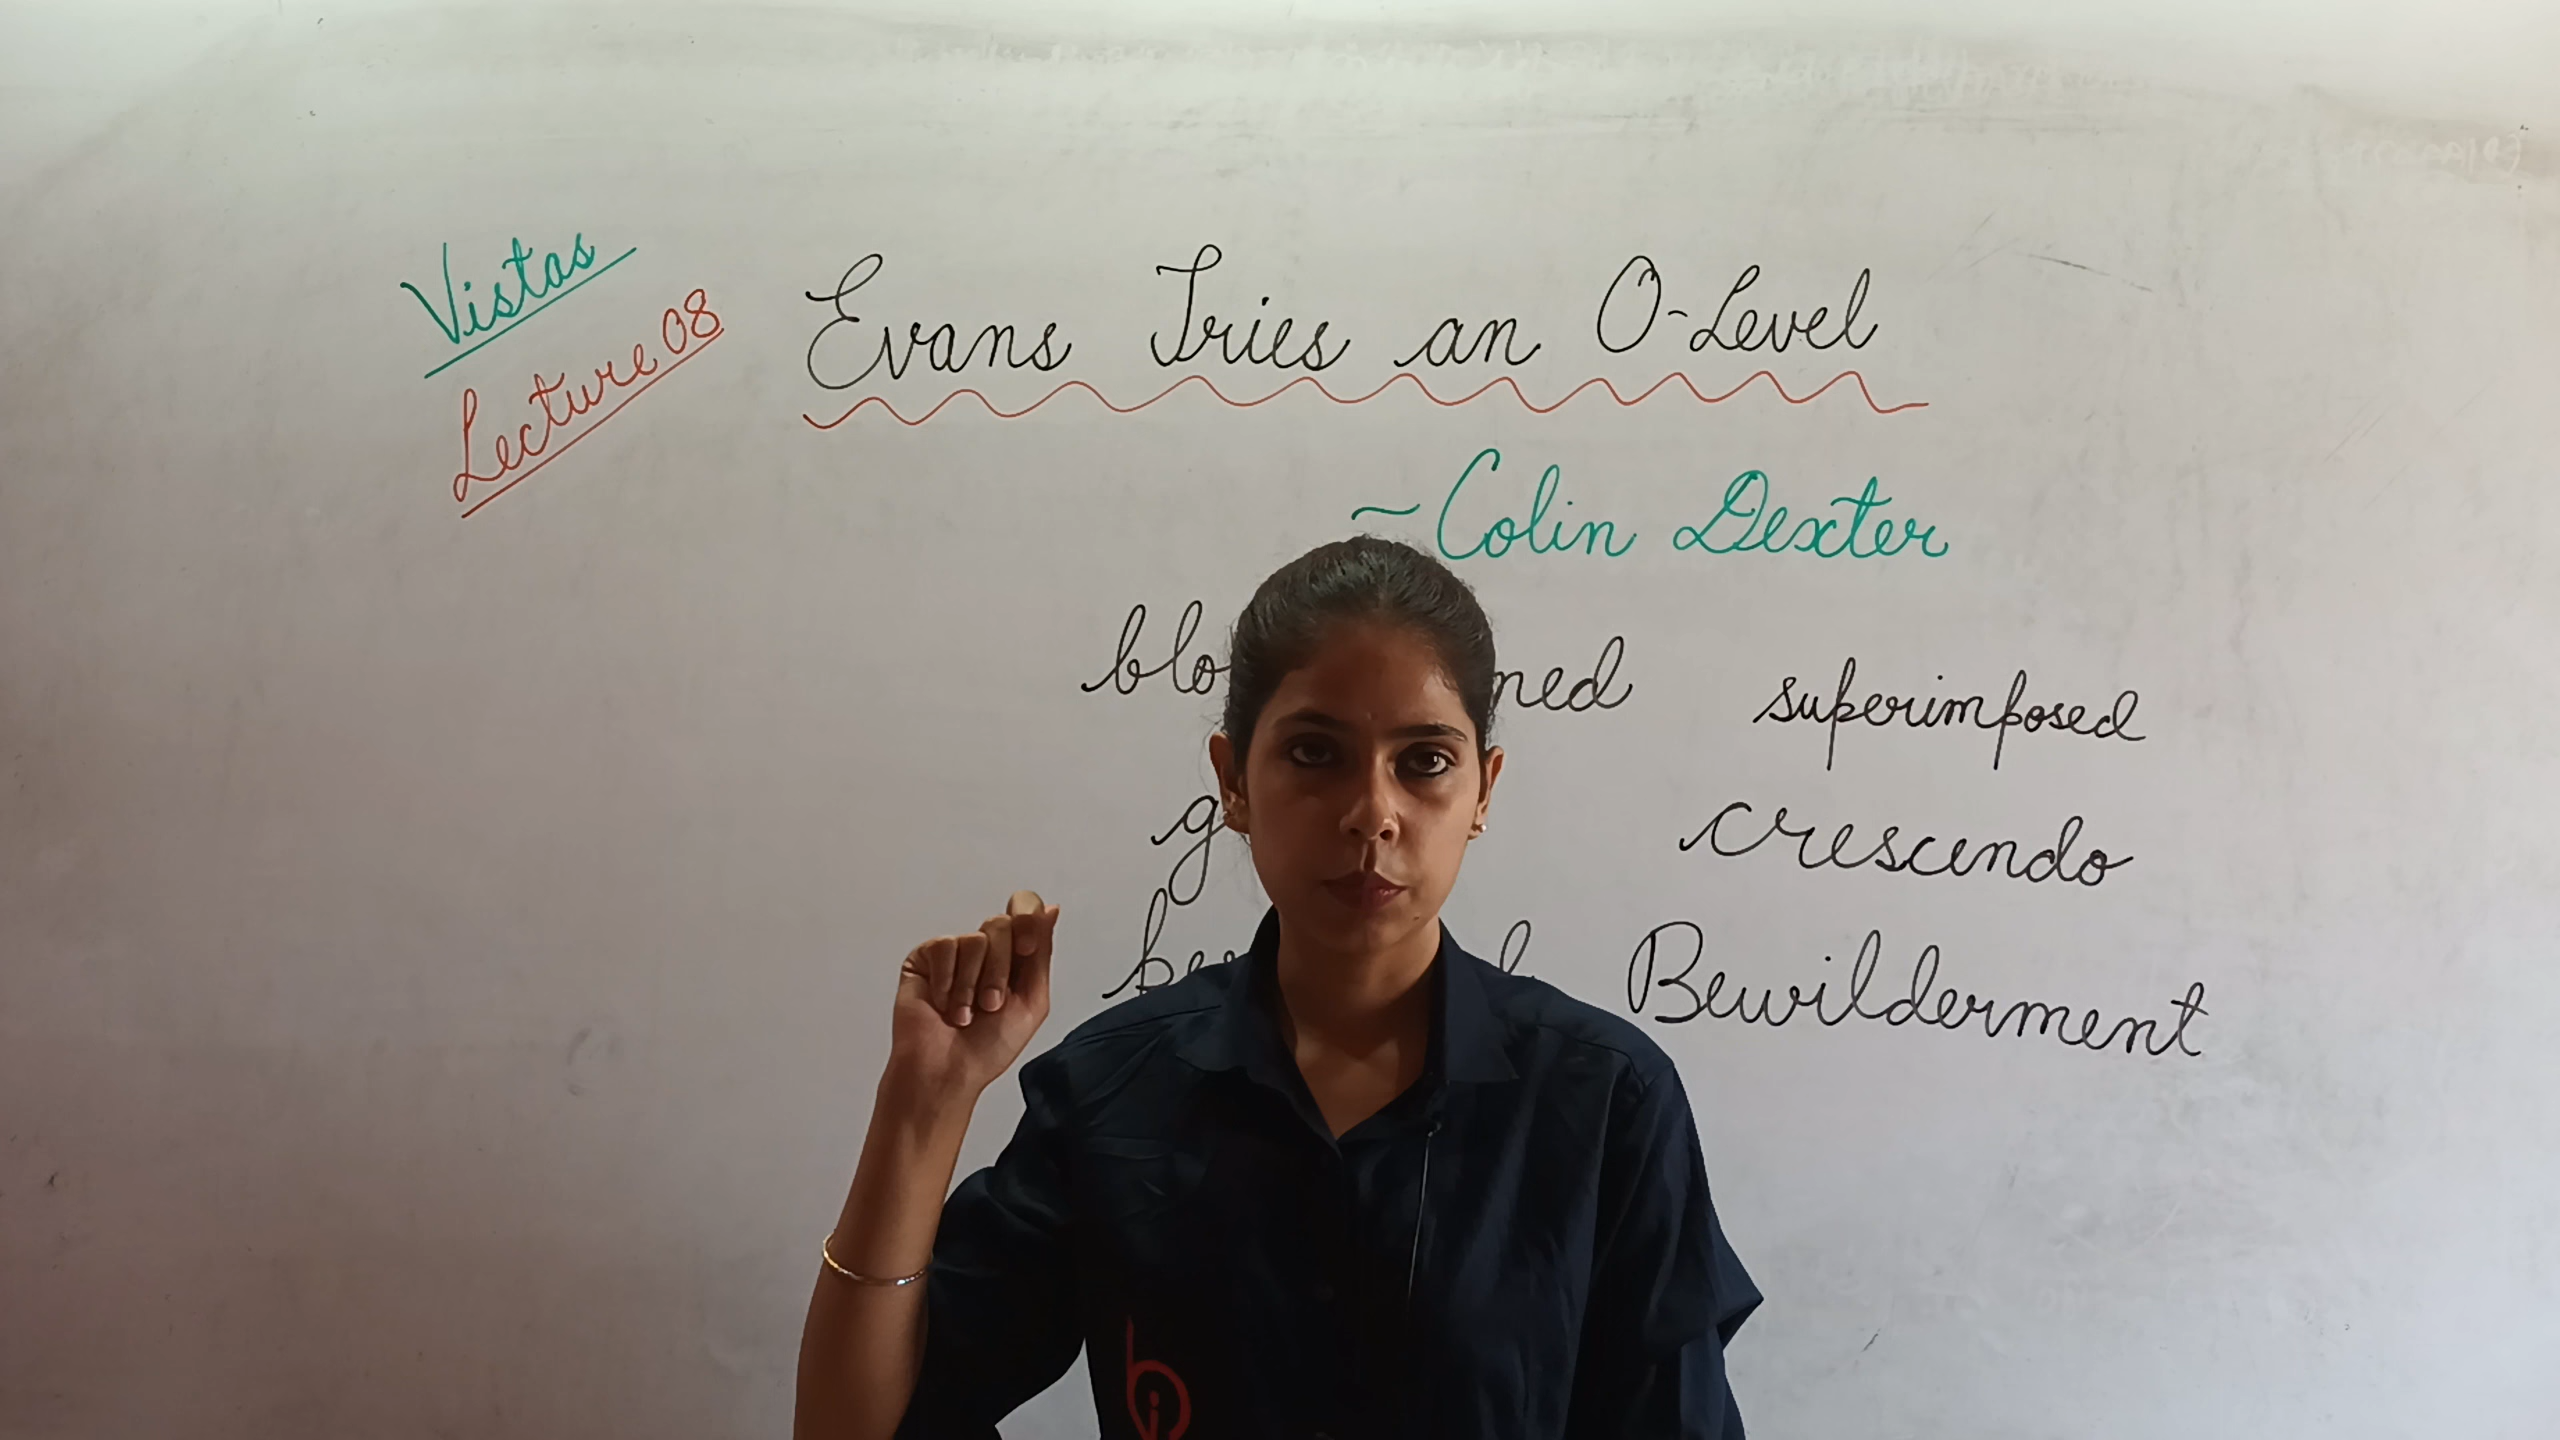 Vistas
Lecture 08
Evans Tries an O-Level
~ Colin Dexter
superimposed
crescendo
Bewilderment